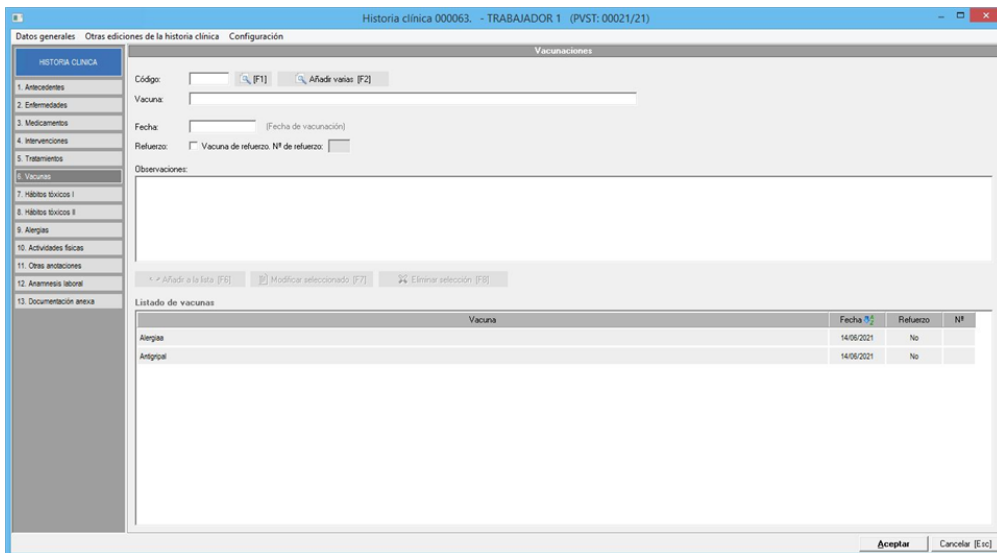 Historia clínica 000063. - TRABAJADOR 1 (PVST: 00021/21)
Datos generales Otras ediciones de la historia clínica Configuración
HISTORIA CLINICA
1. Antecedentes
2. Enfermedades
3. Medicamentos
4. Intervenciones
5. Tratamientos
6. Vacunas
7. Hábitos tóxicos I
8. Hábitos tóxicos II
9. Alergias
10. Actividades físicas
11. Otras anotaciones
12. Anamnesis laboral
13. Documentación anexa
Vacunaciones
Código: [F1] Añadir varias [F2]
Vacuna:
Fecha: (Fecha de vacunación)
Refuerzo: Vacuna de refuerzo. Nº de refuerzo:
Observaciones:
Añadir a la lista [F6] Modificar seleccionado [F7] Eliminar selección [F8]
Listado de vacunas
Vacuna Fecha Refuerzo Nº
Alergias 14/06/2021 No
Antigripal 14/06/2021 No
Aceptar Cancelar [Esc]